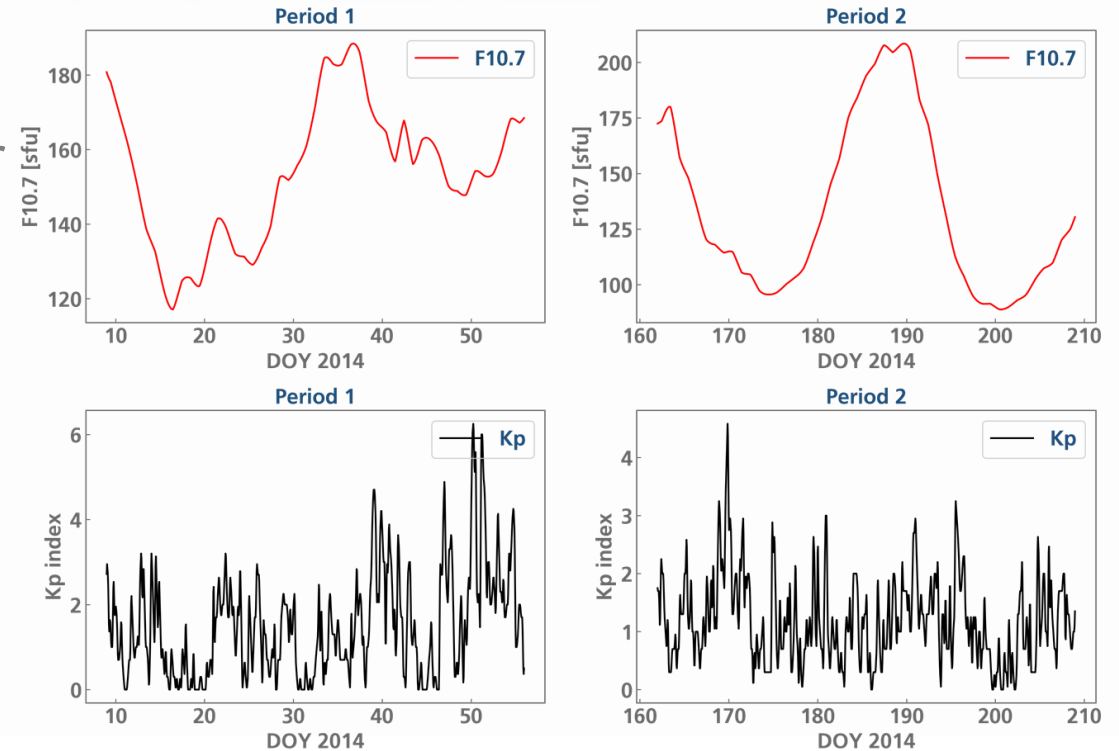 Period 1
F10.7
F10.7 [sfu]
180
160
140
120
10 20 30 40 50
DOY 2014
Period 2
F10.7
F10.7 [sfu]
200
175
150
125
100
160 170 180 190 200 210
DOY 2014
Period 1
Kp
Kp index
6
4
2
0
10 20 30 40 50
DOY 2014
Period 2
Kp
Kp index
4
3
2
1
0
160 170 180 190 200 210
DOY 2014